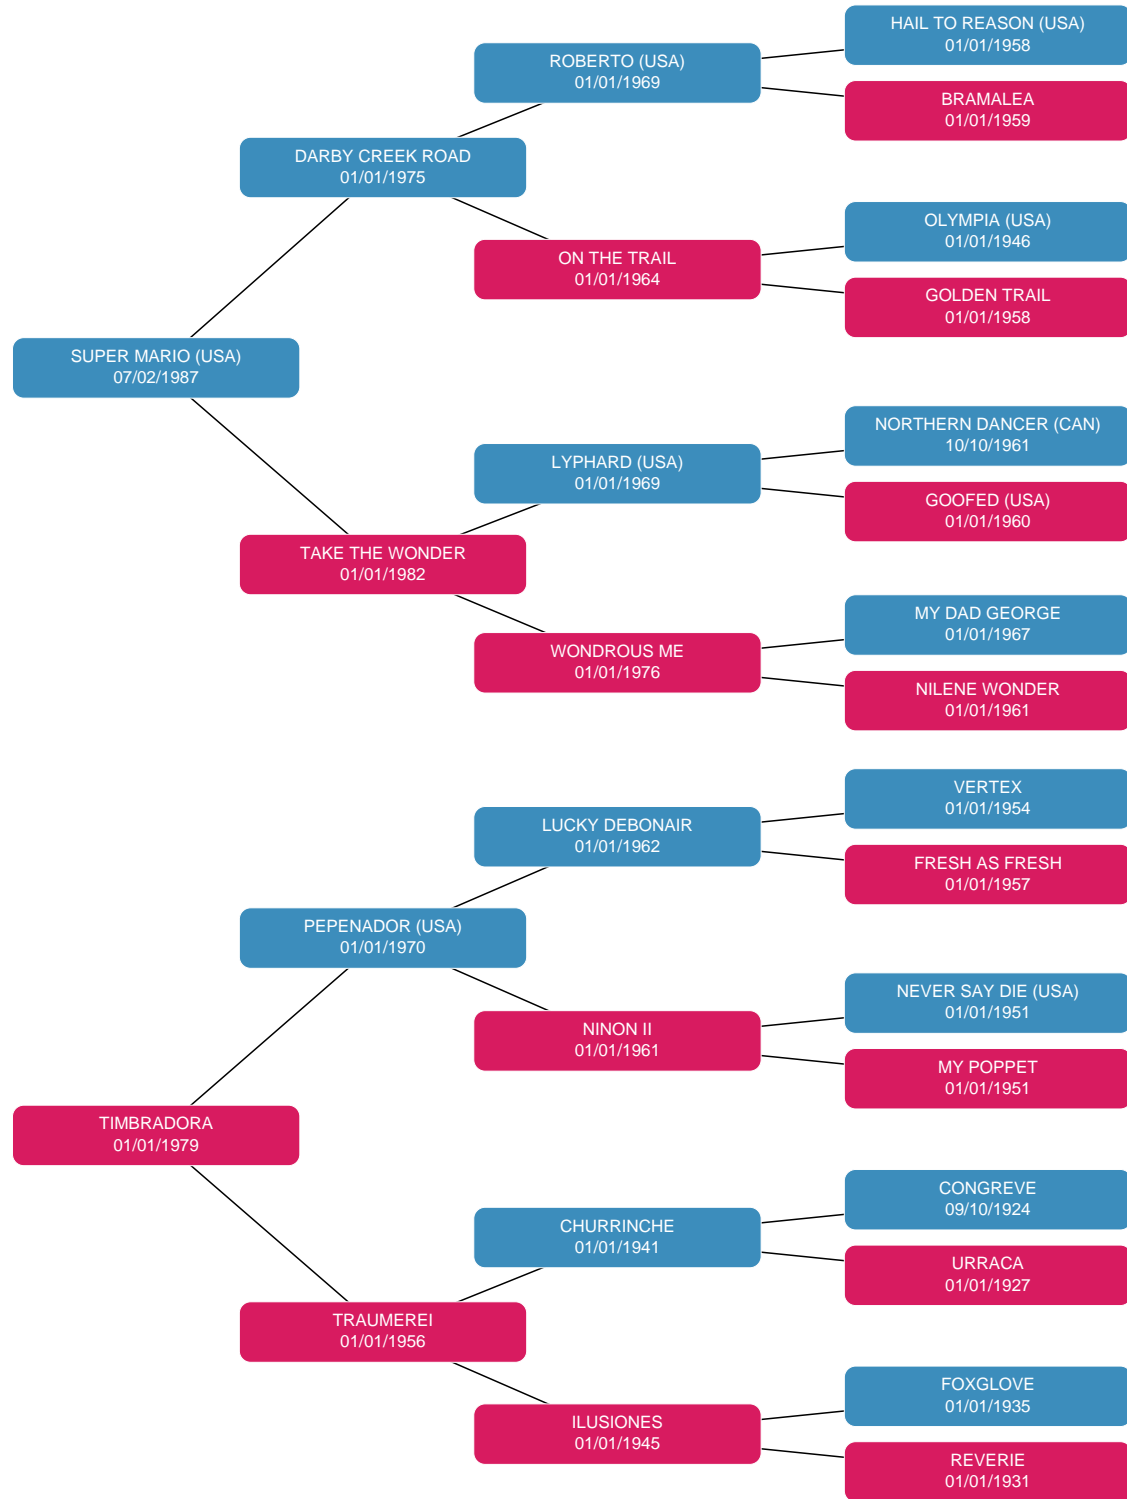 HAIL TO REASON (USA)
01/01/1958
ROBERTO (USA)
01/01/1969
BRAMALEA
01/01/1959
DARBY CREEK ROAD
01/01/1975
OLYMPIA (USA)
01/01/1946
ON THE TRAIL
01/01/1964
GOLDEN TRAIL
01/01/1958
SUPER MARIO (USA)
07/02/1987
NORTHERN DANCER (CAN)
10/10/1961
LYPHARD (USA)
01/01/1969
GOOFED (USA)
01/01/1960
TAKE THE WONDER
01/01/1982
MY DAD GEORGE
01/01/1967
WONDROUS ME
01/01/1976
NILENE WONDER
01/01/1961
VERTEX
01/01/1954
LUCKY DEBONAIR
01/01/1962
FRESH AS FRESH
01/01/1957
PEPENADOR (USA)
01/01/1970
NEVER SAY DIE (USA)
01/01/1951
NINON II
01/01/1961
MY POPPET
01/01/1951
TIMBRADORA
01/01/1979
CONGREVE
09/10/1924
CHURRINCHE
01/01/1941
URRACA
01/01/1927
TRAUMEREI
01/01/1956
FOXGLOVE
01/01/1935
ILUSIONES
01/01/1945
REVERIE
01/01/1931